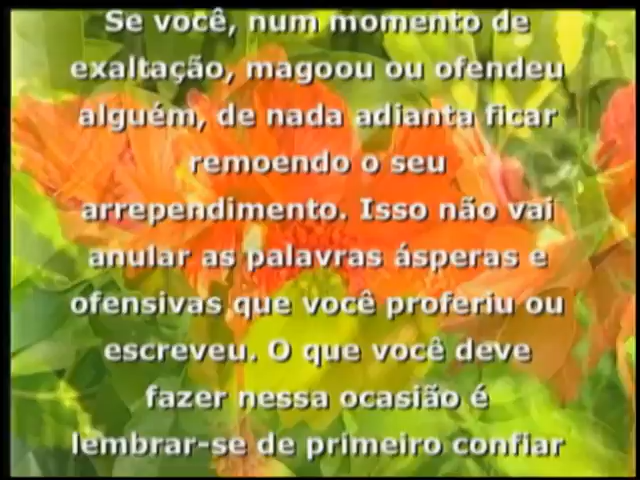 Se você, num momento de
exaltação, magoou ou ofendeu
alguém, de nada adianta ficar
remoendo o seu
arrependimento. Isso não vai
anular as palavras ásperas e
ofensivas que você proferiu ou
escreveu. O que você deve
fazer nessa ocasião é
lembrar-se de primeiro confiar